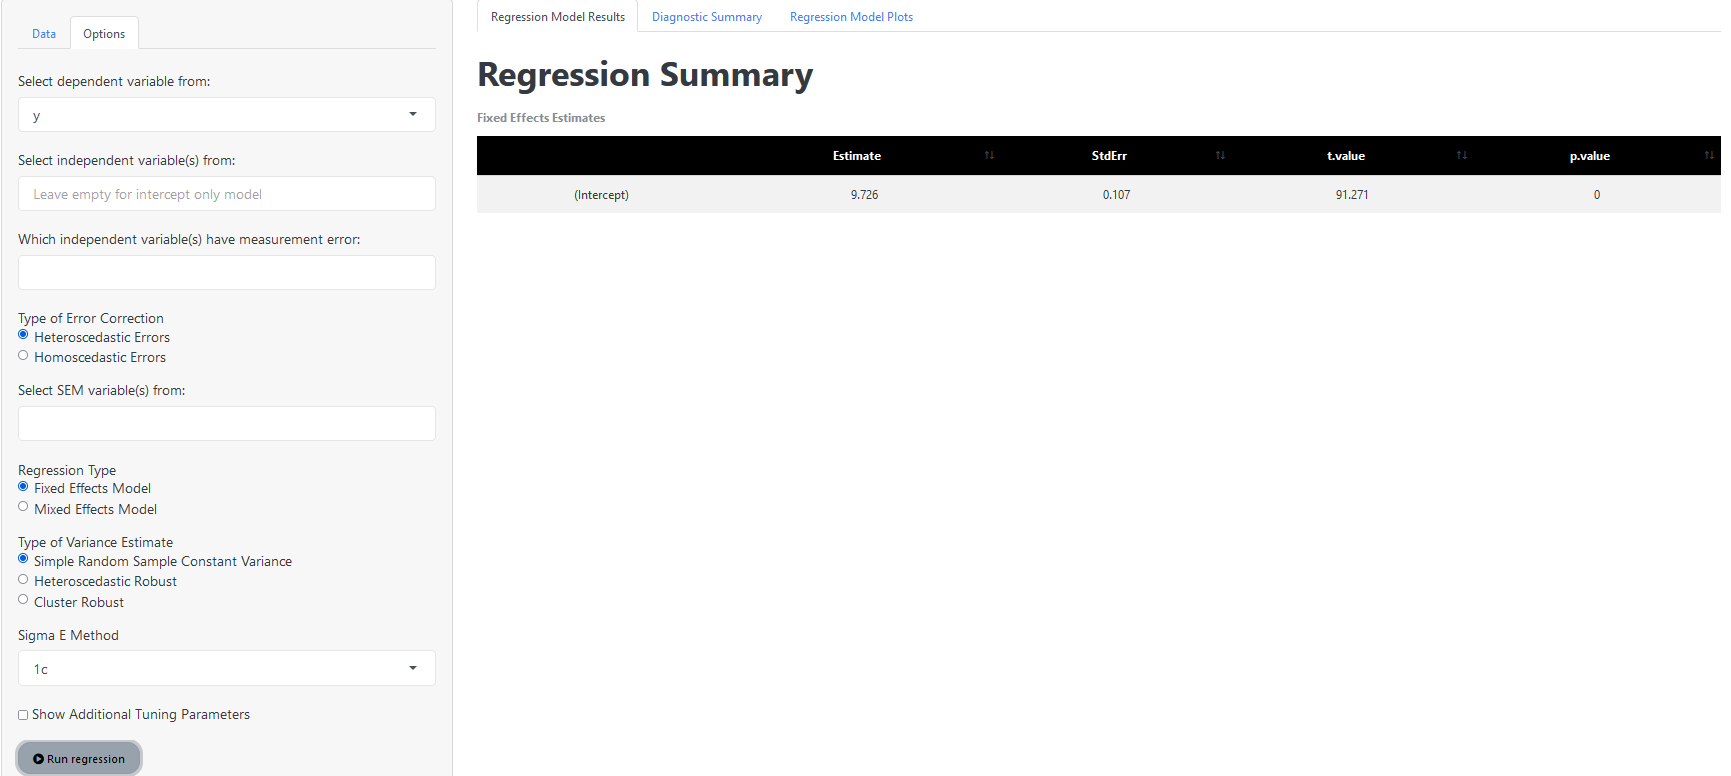 Data
Options
Select dependent variable from:
y
Select independent variable(s) from:
Leave empty for intercept only model
Which independent variable(s) have measurement error:
Type of Error Correction
Heteroscedastic Errors
Homoscedastic Errors
Select SEM variable(s) from:
Regression Type
Fixed Effects Model
Mixed Effects Model
Type of Variance Estimate
Simple Random Sample Constant Variance
Heteroscedastic Robust
Cluster Robust
Sigma E Method
1c
Show Additional Tuning Parameters
Run regression
Regression Model Results
Diagnostic Summary
Regression Model Plots
Regression Summary
Fixed Effects Estimates
Estimate StdErr t.value p.value
(Intercept) 9.726 0.107 91.271 0